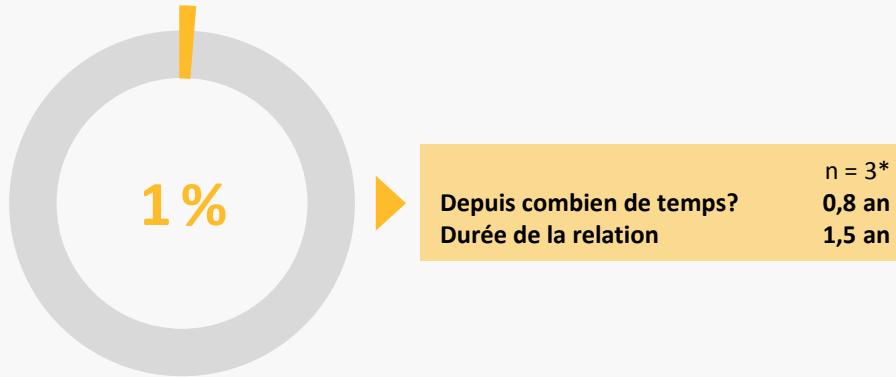 1 %
n = 3*
Depuis combien de temps? 0,8 an
Durée de la relation 1,5 an